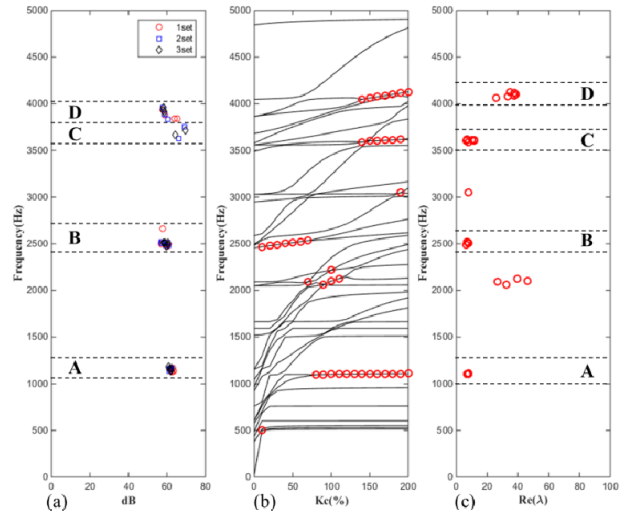 1set
2set
3set
5000
4500
4000
3500
3000
2500
2000
1500
1000
500
0
Frequency(Hz)
D
C
B
A
0 20 40 60 80
(a) dB
5000
4500
4000
3500
3000
2500
2000
1500
1000
500
0
Frequency(Hz)
0 50 100 150 200
(b) Kc(%)
5000
4500
4000
3500
3000
2500
2000
1500
1000
500
0
Frequency(Hz)
D
C
B
A
0 20 40 60 80 100
(c) Re(λ)